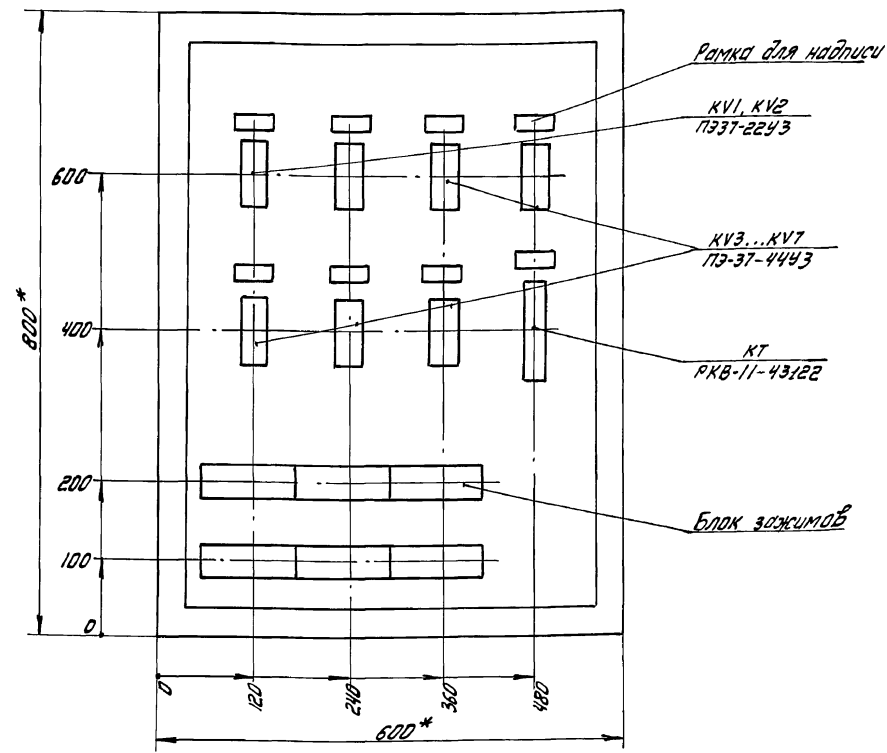 Рамка для надписи
KV1, KV2
ПЭ37-22У3
600
KV3...KV7
ПЭ-37-44У3
800*
400
КТ
РКВ-11-43122
200
Блок зажимов
100
0
0
120
240
360
480
600*